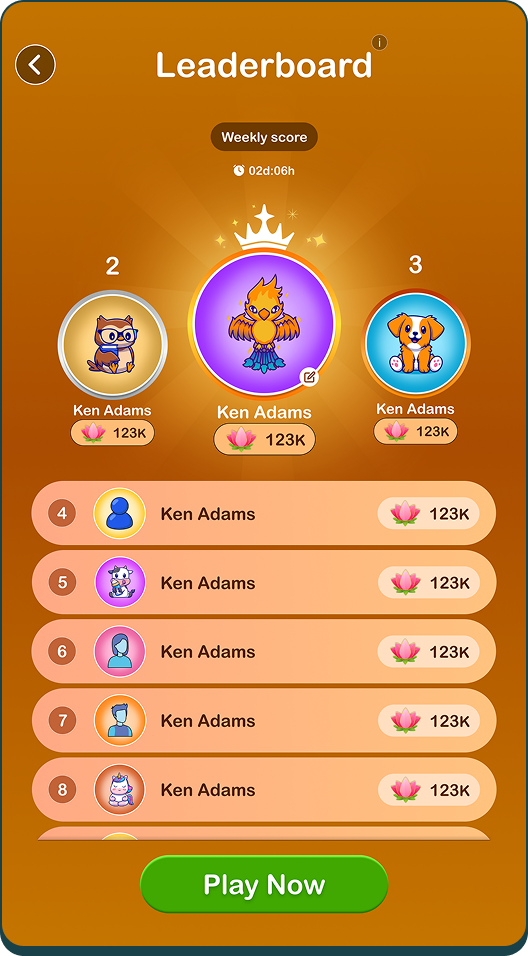 Leaderboard
i
Weekly score
02d:06h
2
3
Ken Adams
123K
Ken Adams
123K
Ken Adams
123K
4 Ken Adams 123K
5 Ken Adams 123K
6 Ken Adams 123K
7 Ken Adams 123K
8 Ken Adams 123K
Play Now